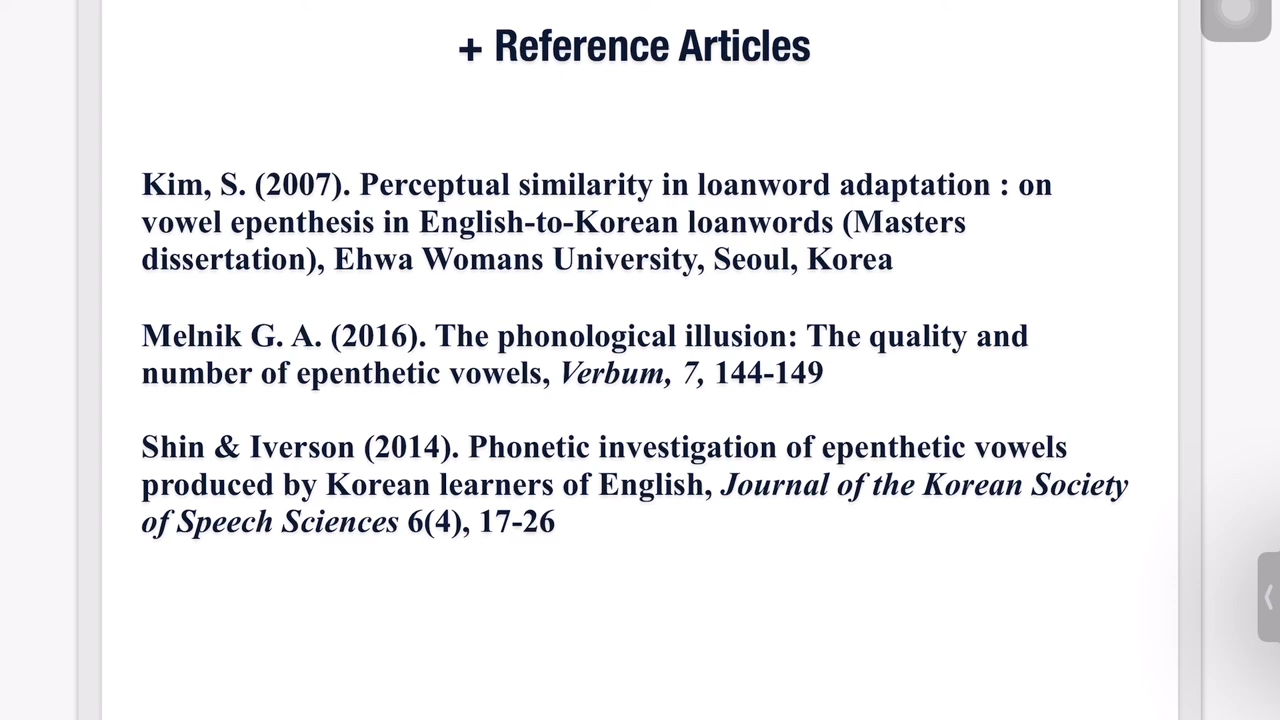 + Reference Articles
Kim, S. (2007). Perceptual similarity in loanword adaptation : on
vowel epenthesis in English-to-Korean loanwords (Masters
dissertation), Ehwa Womans University, Seoul, Korea
Melnik G. A. (2016). The phonological illusion: The quality and
number of epenthetic vowels, Verbum, 7, 144-149
Shin & Iverson (2014). Phonetic investigation of epenthetic vowels
produced by Korean learners of English, Journal of the Korean Society
of Speech Sciences 6(4), 17-26